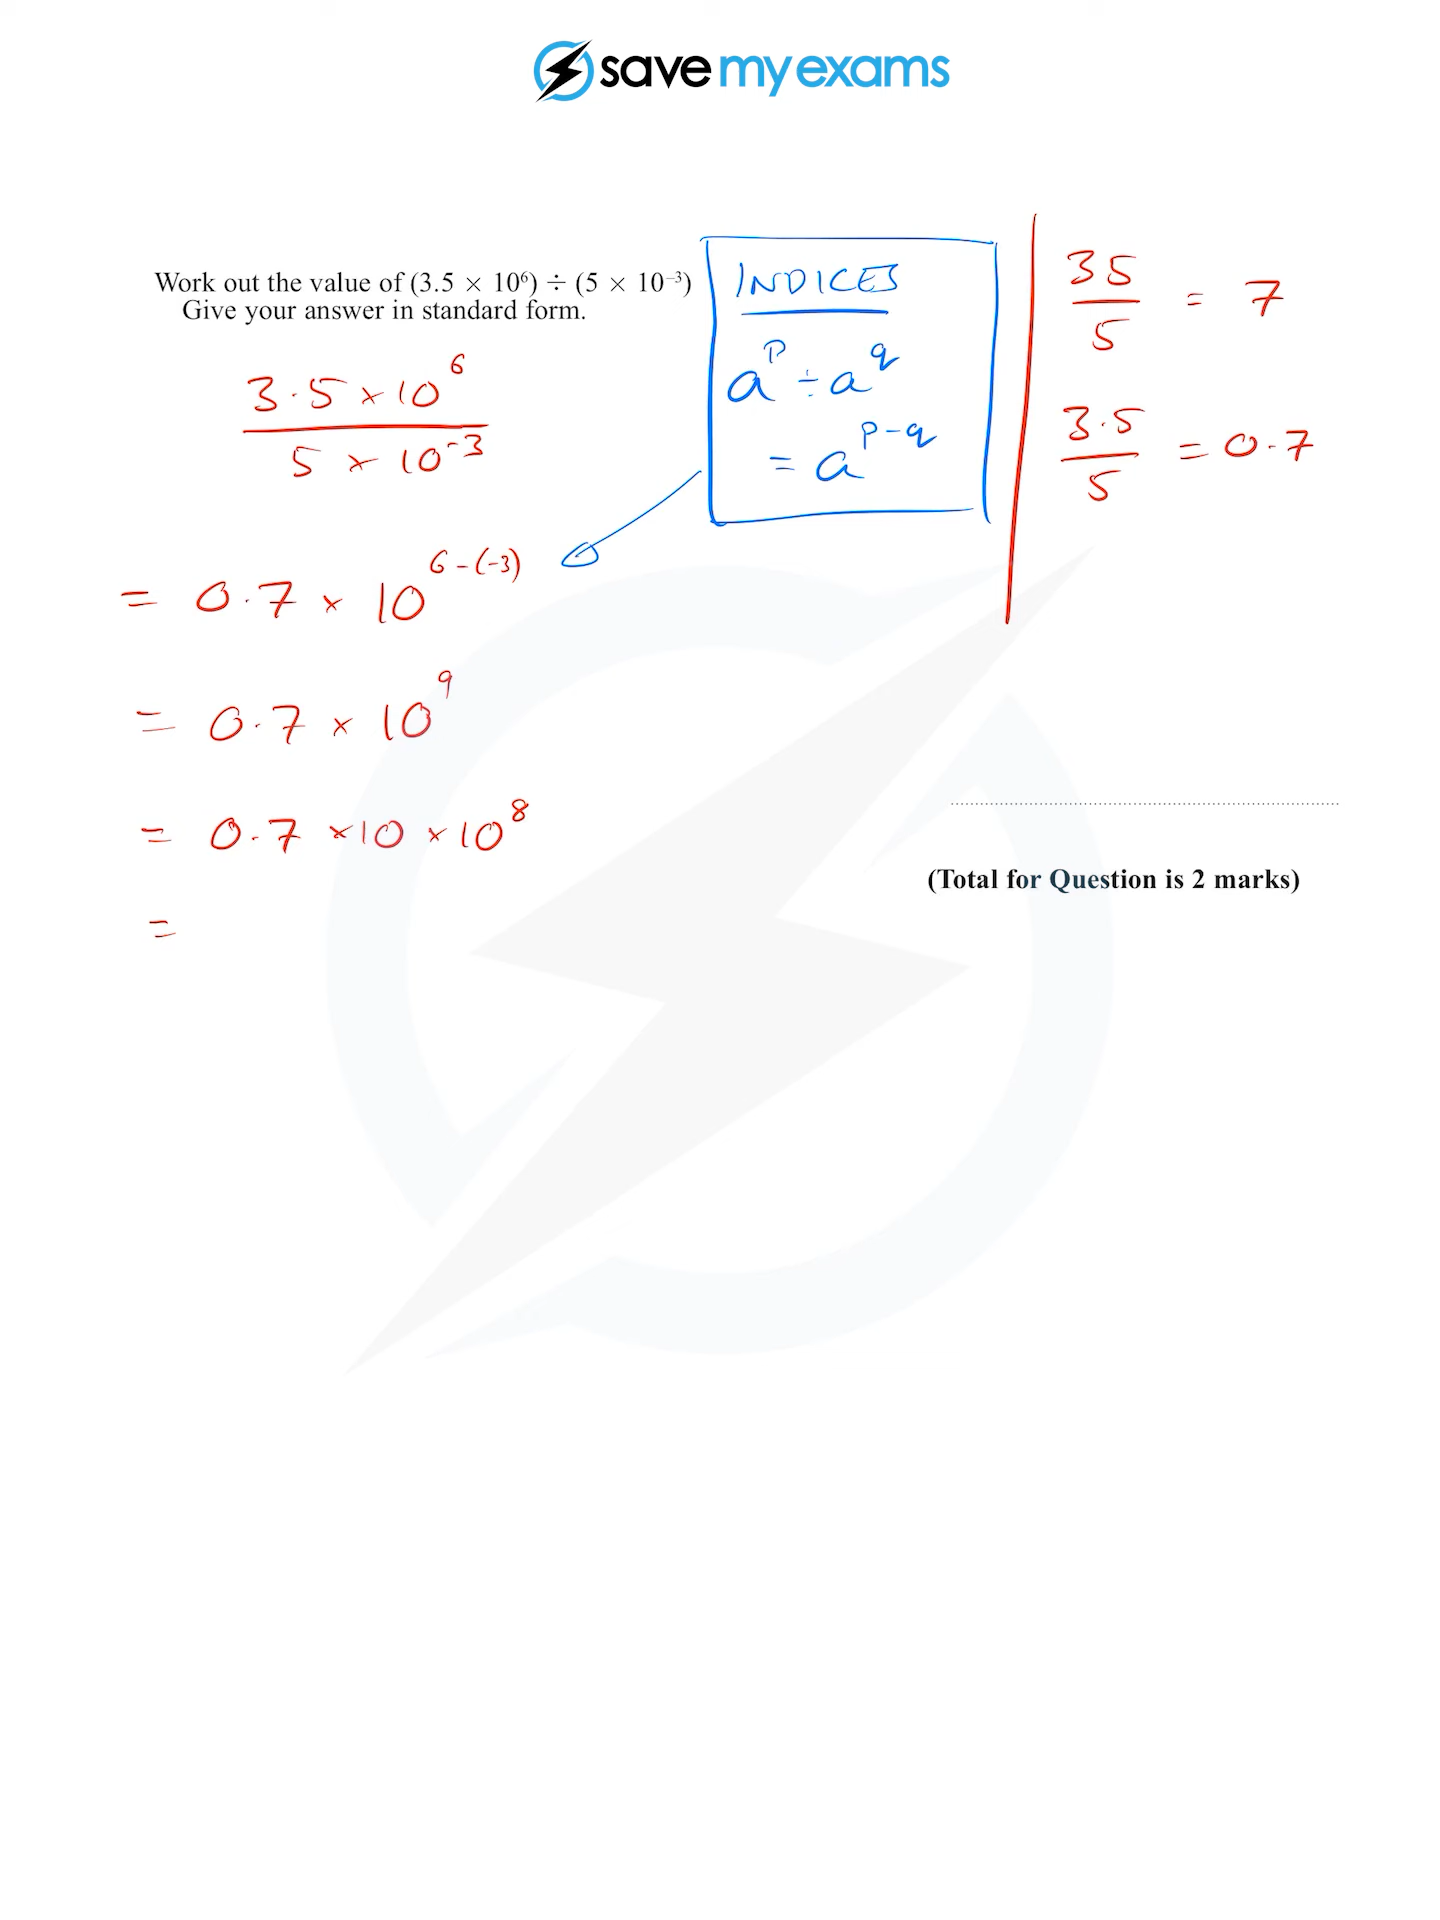 save my exams
Work out the value of (3.5 × 10⁶) ÷ (5 × 10⁻³)
Give your answer in standard form.
3.5 × 10⁶
5 × 10⁻³
= 0.7 × 10⁶⁻⁽⁻³⁾
= 0.7 × 10⁹
= 0.7 × 10 × 10⁸
=
INDICES
a^p ÷ a^q
= a^(p-q)
35/5 = 7
3.5/5 = 0.7
(Total for Question is 2 marks)